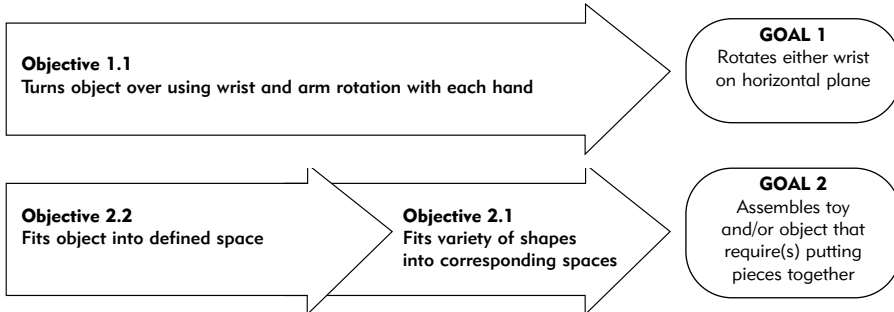 Objective 1.1
Turns object over using wrist and arm rotation with each hand
GOAL 1
Rotates either wrist
on horizontal plane
Objective 2.2
Fits object into defined space
Objective 2.1
Fits variety of shapes
into corresponding spaces
GOAL 2
Assembles toy
and/or object that
require(s) putting
pieces together